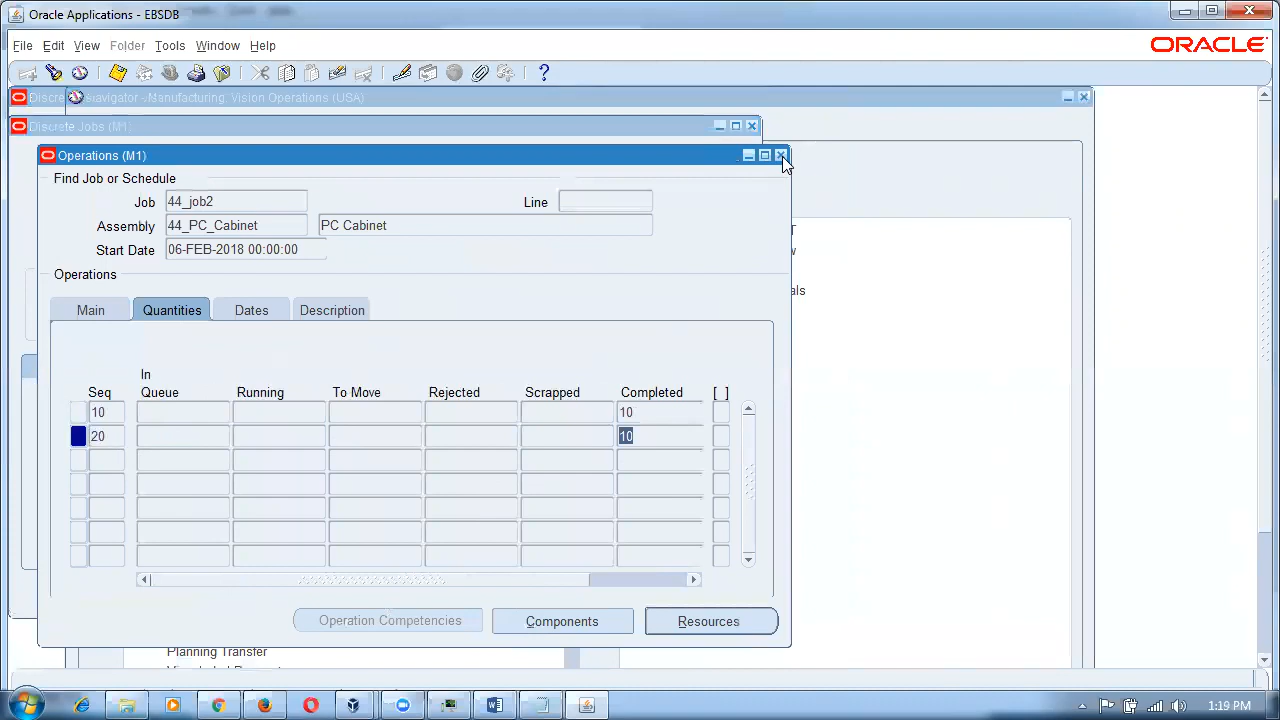 Oracle Applications - EBSDB
File Edit View Folder Tools Window Help
ORACLE
Discre Navigator - Manufacturing, Vision Operations (USA)
Discrete Jobs (M1)
Operations (M1)
Find Job or Schedule
Job 44_job2 Line
Assembly 44_PC_Cabinet PC Cabinet
Start Date 06-FEB-2018 00:00:00
Operations
Main Quantities Dates Description
In
Seq Queue Running To Move Rejected Scrapped Completed [ ]
10 10
20 10
Operation Competencies Components Resources
als
Planning Transfer
1:19 PM